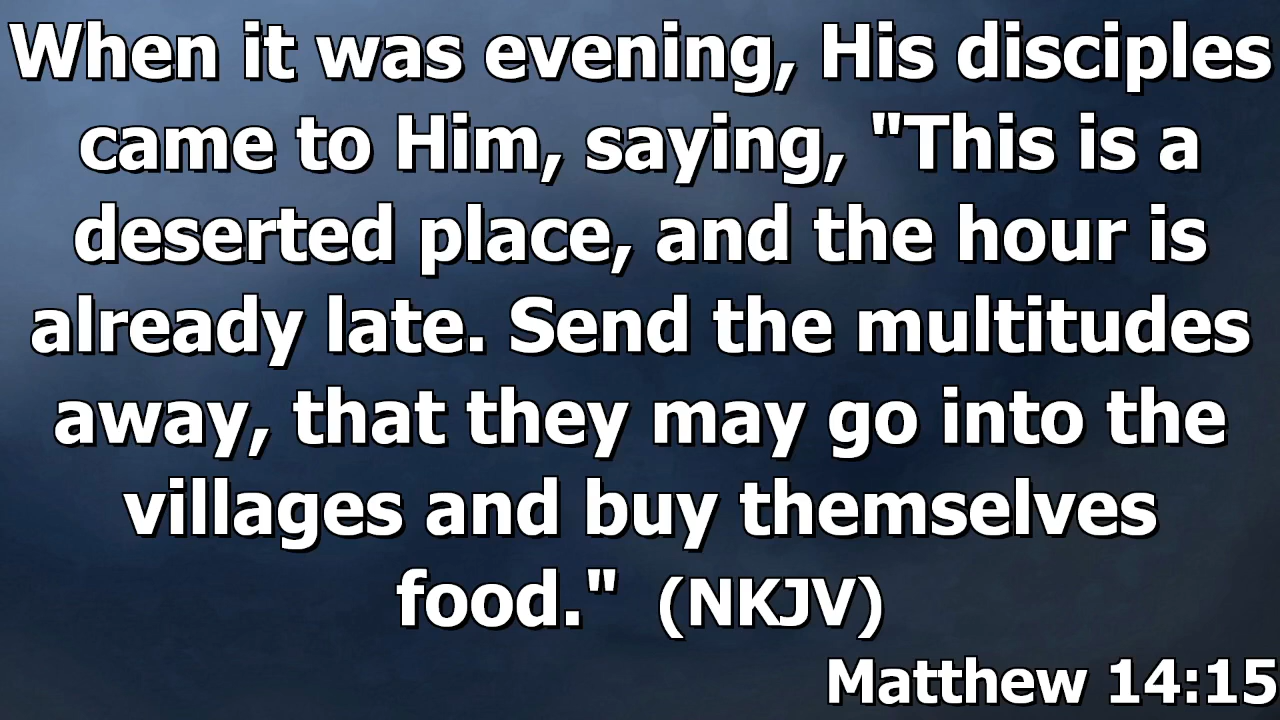 When it was evening, His disciples
came to Him, saying, "This is a
deserted place, and the hour is
already late. Send the multitudes
away, that they may go into the
villages and buy themselves
food."  (NKJV)
Matthew 14:15